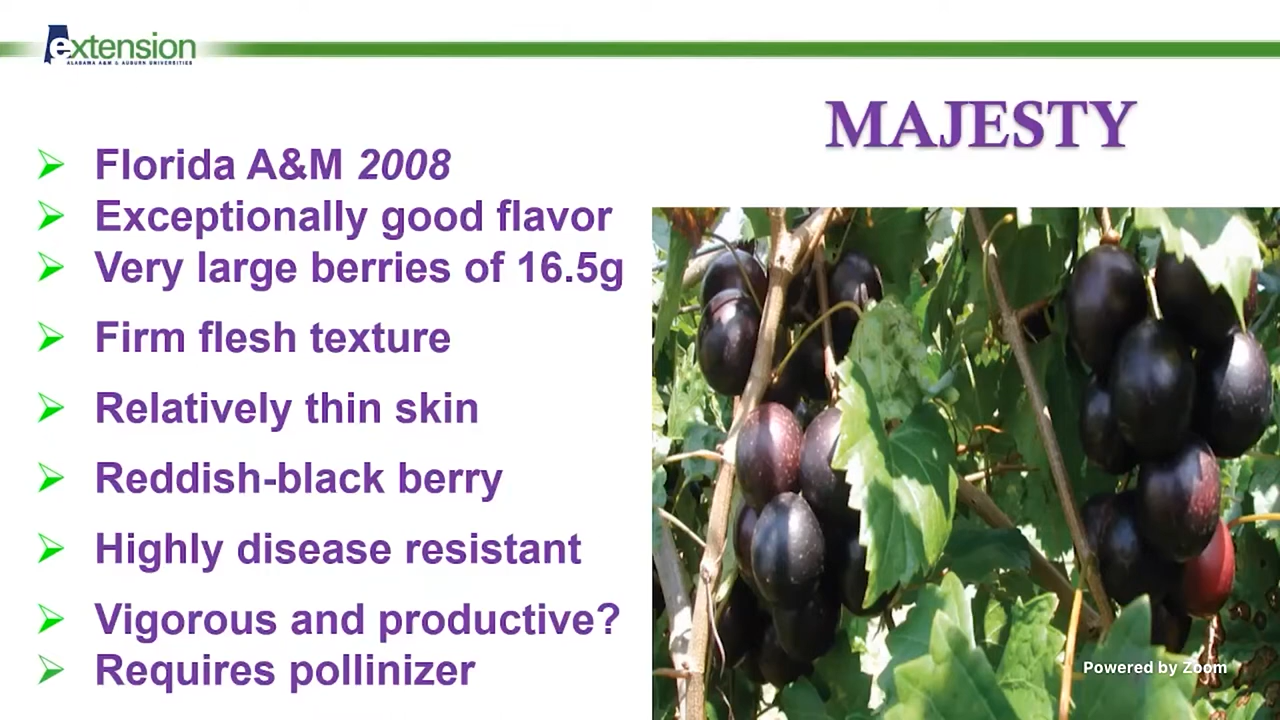 extension
ALABAMA A&M & AUBURN UNIVERSITIES
MAJESTY
Florida A&M 2008
Exceptionally good flavor
Very large berries of 16.5g
Firm flesh texture
Relatively thin skin
Reddish-black berry
Highly disease resistant
Vigorous and productive?
Requires pollinizer
Powered by Zoom